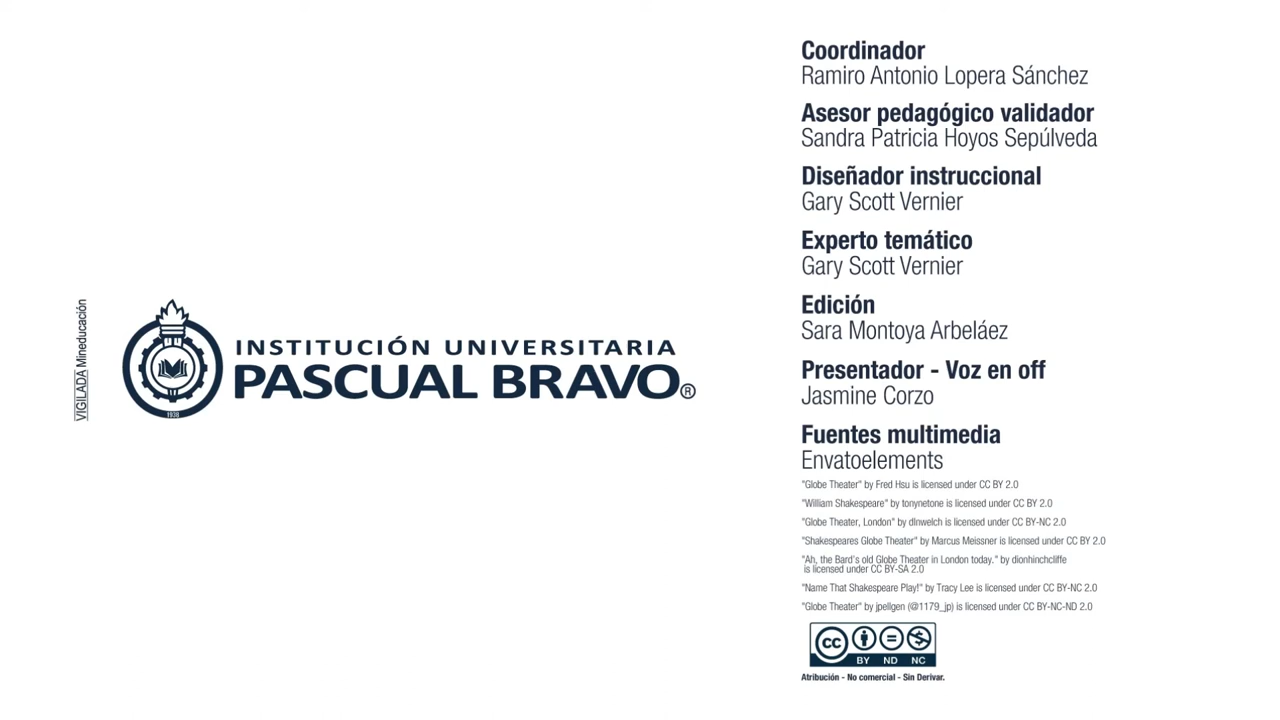 VIGILADA Mineducación
INSTITUCIÓN UNIVERSITARIA
PASCUAL BRAVO®
1938
Coordinador
Ramiro Antonio Lopera Sánchez
Asesor pedagógico validador
Sandra Patricia Hoyos Sepúlveda
Diseñador instruccional
Gary Scott Vernier
Experto temático
Gary Scott Vernier
Edición
Sara Montoya Arbeláez
Presentador - Voz en off
Jasmine Corzo
Fuentes multimedia
Envatoelements
"Globe Theater" by Fred Hsu is licensed under CC BY 2.0
"William Shakespeare" by tonynetone is licensed under CC BY 2.0
"Globe Theater, London" by dlnwelch is licensed under CC BY-NC 2.0
"Shakespeares Globe Theater" by Marcus Meissner is licensed under CC BY 2.0
"Ah, the Bard's old Globe Theater in London today." by dionhinchcliffe
is licensed under CC BY-SA 2.0
"Name That Shakespeare Play!" by Tracy Lee is licensed under CC BY-NC 2.0
"Globe Theater" by jpellgen (@1179_jp) is licensed under CC BY-NC-ND 2.0
cc
BY ND NC
Atribución - No comercial - Sin Derivar.